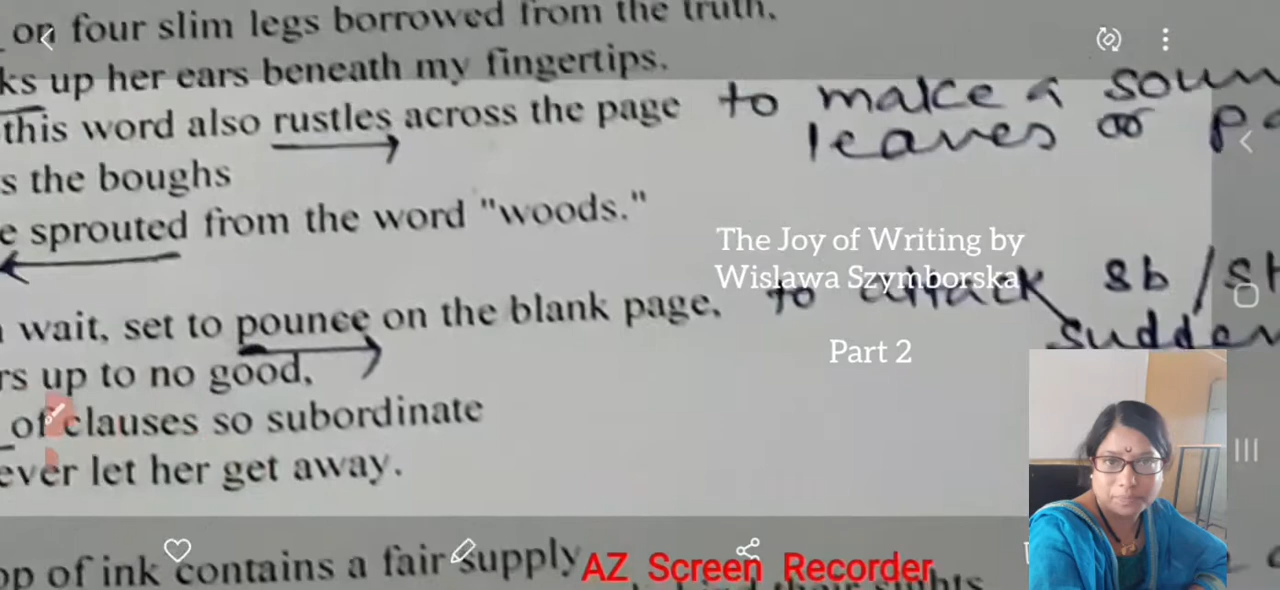 on four slim legs borrowed from the truth.
ks up her ears beneath my fingertips.
this word also rustles across the page to make a soun
leaves or pa
s the boughs
e sprouted from the word "woods."
The Joy of Writing by
Wislawa Szymborska
wait, set to pounce on the blank page, to attack sb/st
sudden
Part 2
rs up to no good,
of clauses so subordinate
ever let her get away.
op of ink contains a fair supply
AZ Screen Recorder